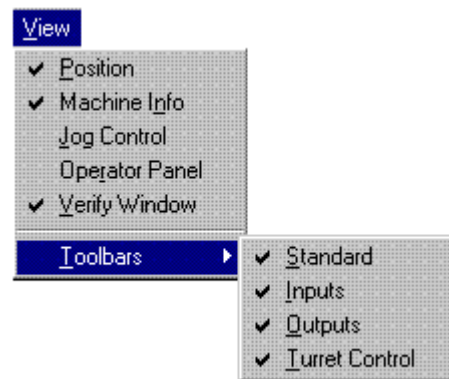 View
Position
Machine Info
Jog Control
Operator Panel
Verify Window
Toolbars
Standard
Inputs
Outputs
Turret Control